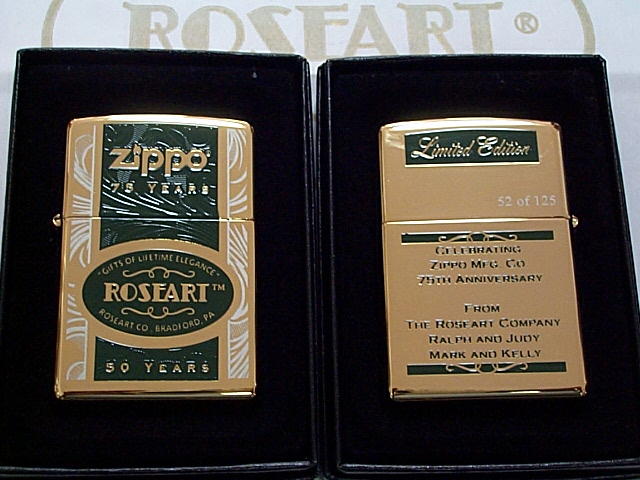 ROSEART®
Zippo
75 YEARS
"GIFTS OF LIFETIME ELEGANCE"
ROSEART™
ROSEART CO., BRADFORD, PA
50 YEARS
Limited Edition
52 of 125
CELEBRATING
ZIPPO MFG. CO
75TH ANNIVERSARY
FROM
THE ROSEART COMPANY
RALPH AND JUDY
MARK AND KELLY